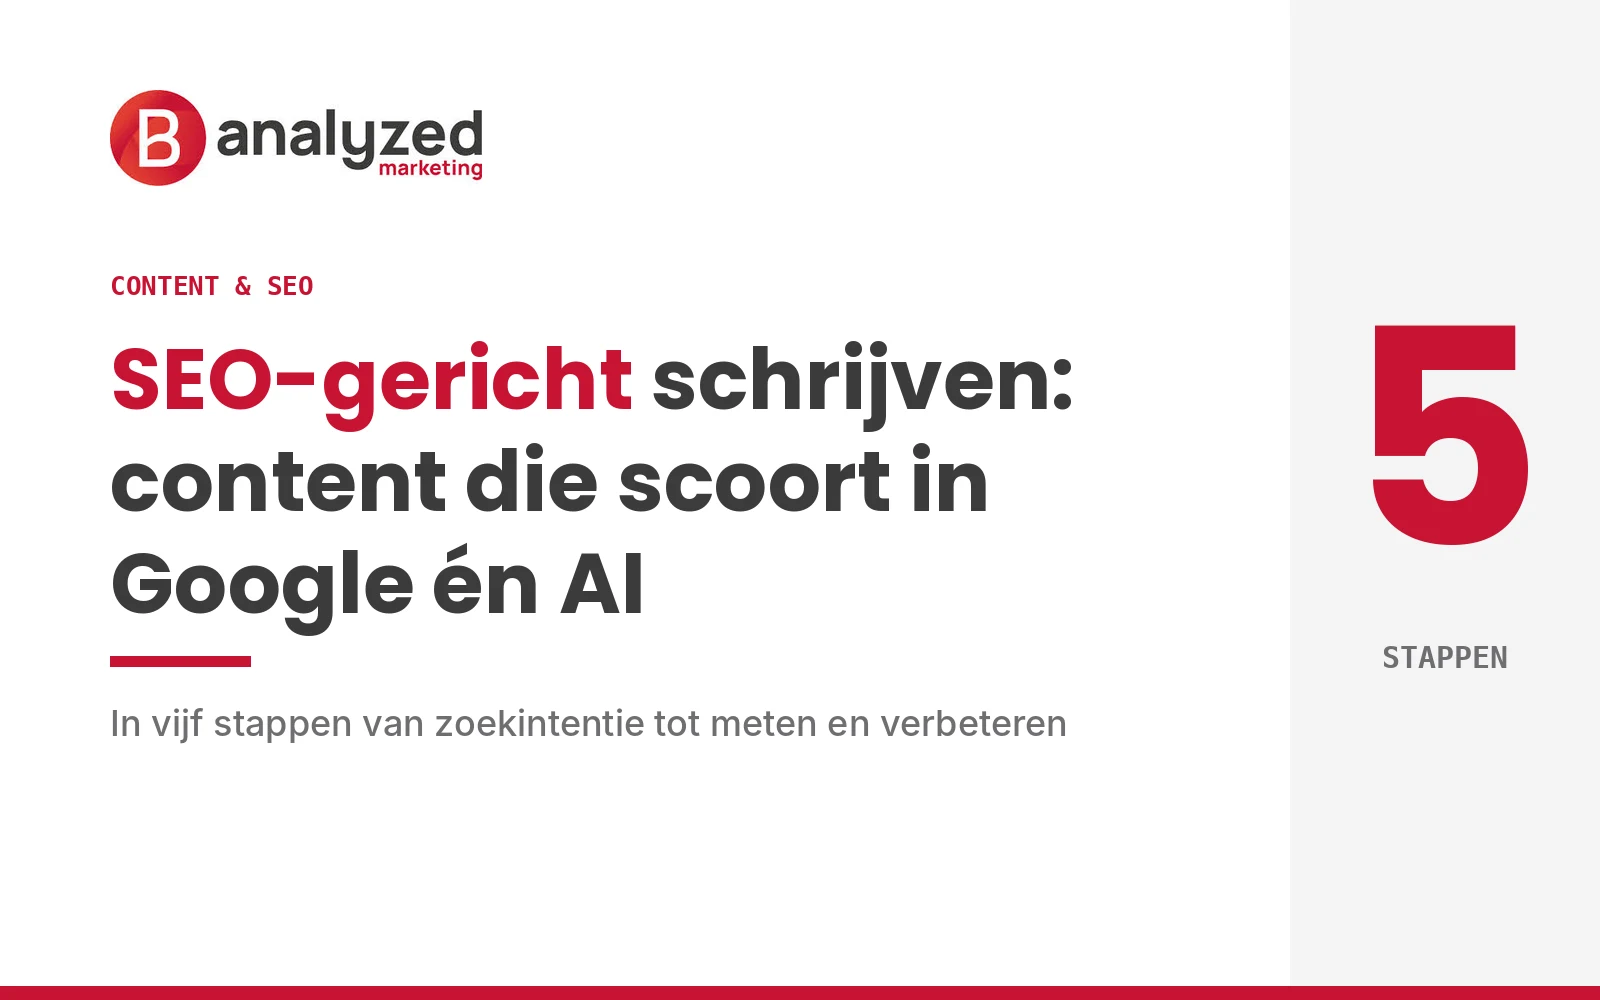 B analyzed
marketing
CONTENT & SEO
SEO-gericht schrijven:
content die scoort in
Google én AI
In vijf stappen van zoekintentie tot meten en verbeteren
5
STAPPEN